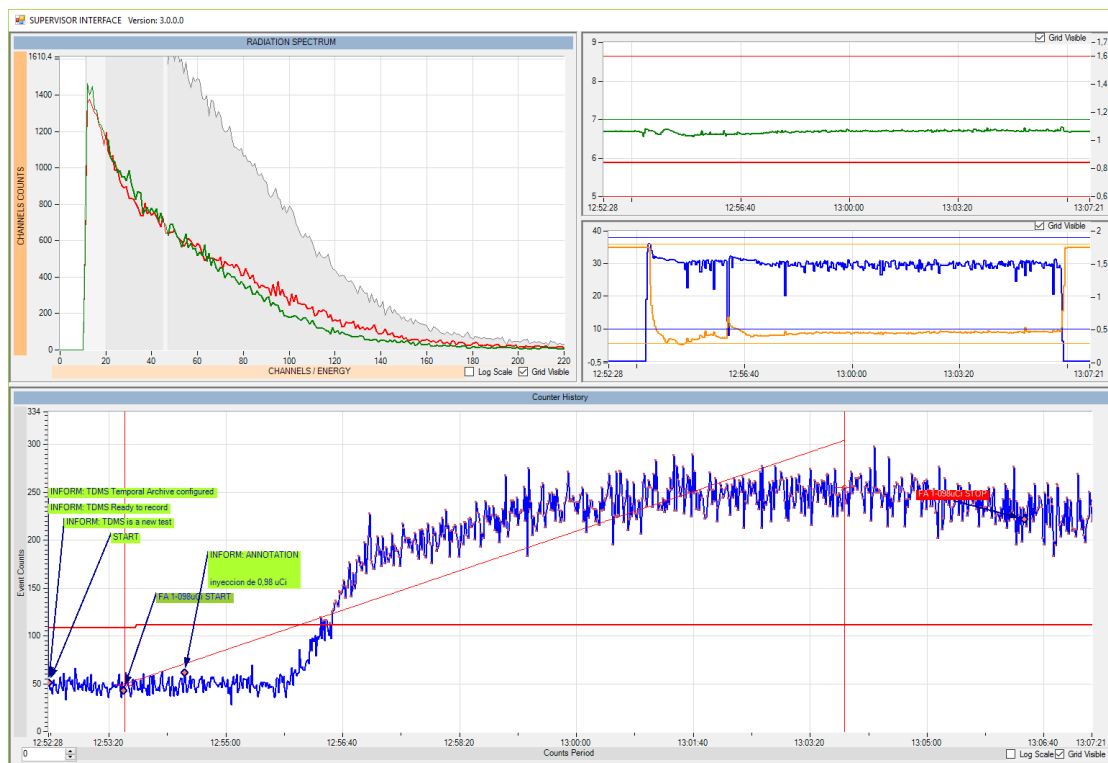 SUPERVISOR INTERFACE Version: 3.0.0.0
RADIATION SPECTRUM
1610,4
1400
1200
1000
800
600
400
200
0
CHANNELS COUNTS
0 20 40 60 80 100 120 140 160 180 200 220
CHANNELS / ENERGY
Log Scale Grid Visible
Grid Visible
9
8
7
6
5
1,7
1,6
1,4
1,2
1
0,8
0,6
12:52:28 12:56:40 13:00:00 13:03:20 13:07:21
Grid Visible
40
30
20
10
-0,5
2
1,5
1
0,5
0
12:52:28 12:56:40 13:00:00 13:03:20 13:07:21
Counter History
334
300
250
200
150
100
50
0
Event Counts
INFORM: TDMS Temporal Archive configured
INFORM: TDMS Ready to record
INFORM: TDMS is a new test
START
INFORM: ANNOTATION
inyeccion de 0,98 uCi
FA 1-098uCi START
FA 1-098uCi STOP
12:52:28 12:53:20 12:55:00 12:56:40 12:58:20 13:00:00 13:01:40 13:03:20 13:05:00 13:06:40 13:07:21
0
Counts Period
Log Scale Grid Visible